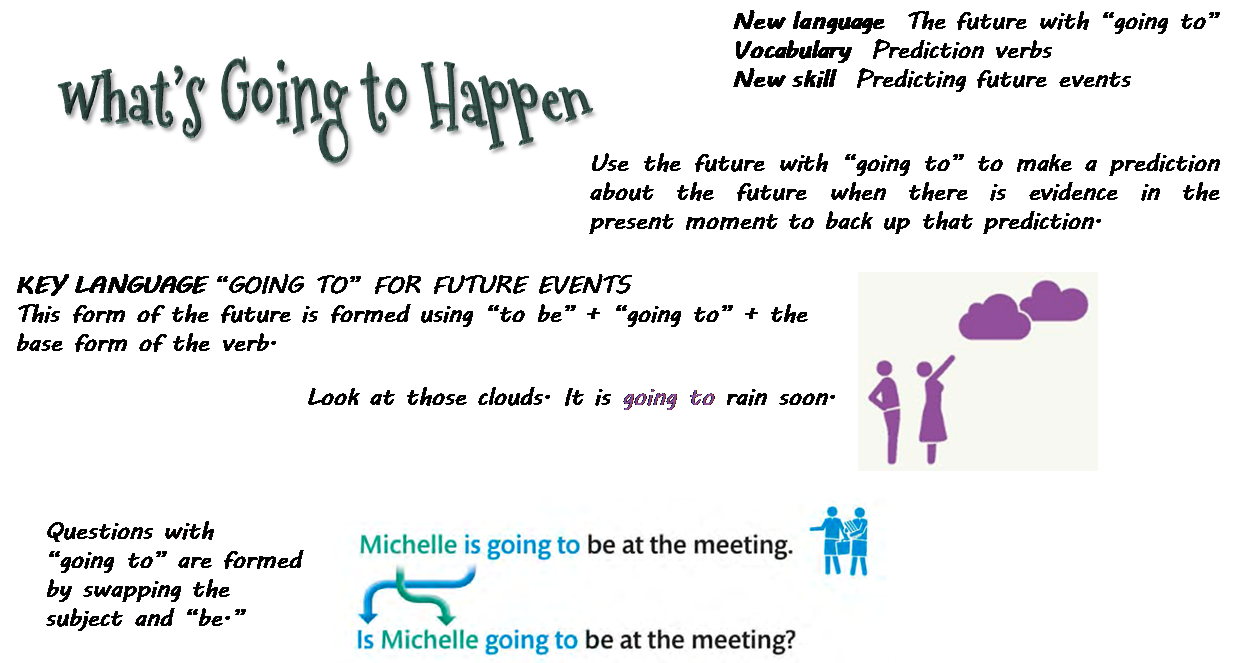 What's Going to Happen
New language The future with “going to”
Vocabulary Prediction verbs
New skill Predicting future events
Use the future with “going to” to make a prediction
about the future when there is evidence in the
present moment to back up that prediction.
KEY LANGUAGE “GOING TO” FOR FUTURE EVENTS
This form of the future is formed using “to be” + “going to” + the
base form of the verb.
Look at those clouds. It is going to rain soon.
Questions with
“going to” are formed
by swapping the
subject and “be.”
Michelle is going to be at the meeting.
Is Michelle going to be at the meeting?